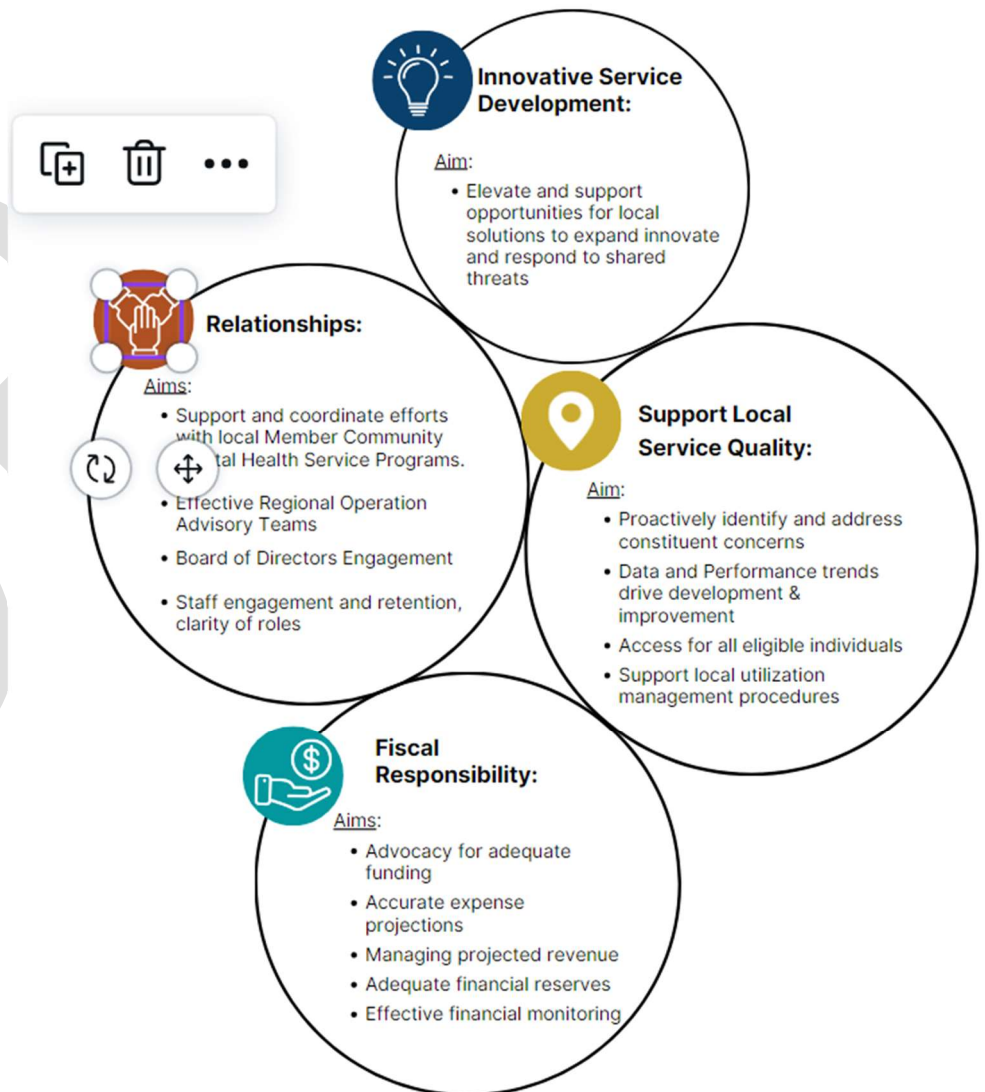 Innovative Service
Development:
Aim:
• Elevate and support
opportunities for local
solutions to expand innovate
and respond to shared
threats
Relationships:
Aims:
• Support and coordinate efforts
with local Member Community
tal Health Service Programs.
• Effective Regional Operation
Advisory Teams
• Board of Directors Engagement
• Staff engagement and retention,
clarity of roles
Support Local
Service Quality:
Aim:
• Proactively identify and address
constituent concerns
• Data and Performance trends
drive development &
improvement
• Access for all eligible individuals
• Support local utilization
management procedures
$
Fiscal
Responsibility:
Aims:
• Advocacy for adequate
funding
• Accurate expense
projections
• Managing projected revenue
• Adequate financial reserves
• Effective financial monitoring